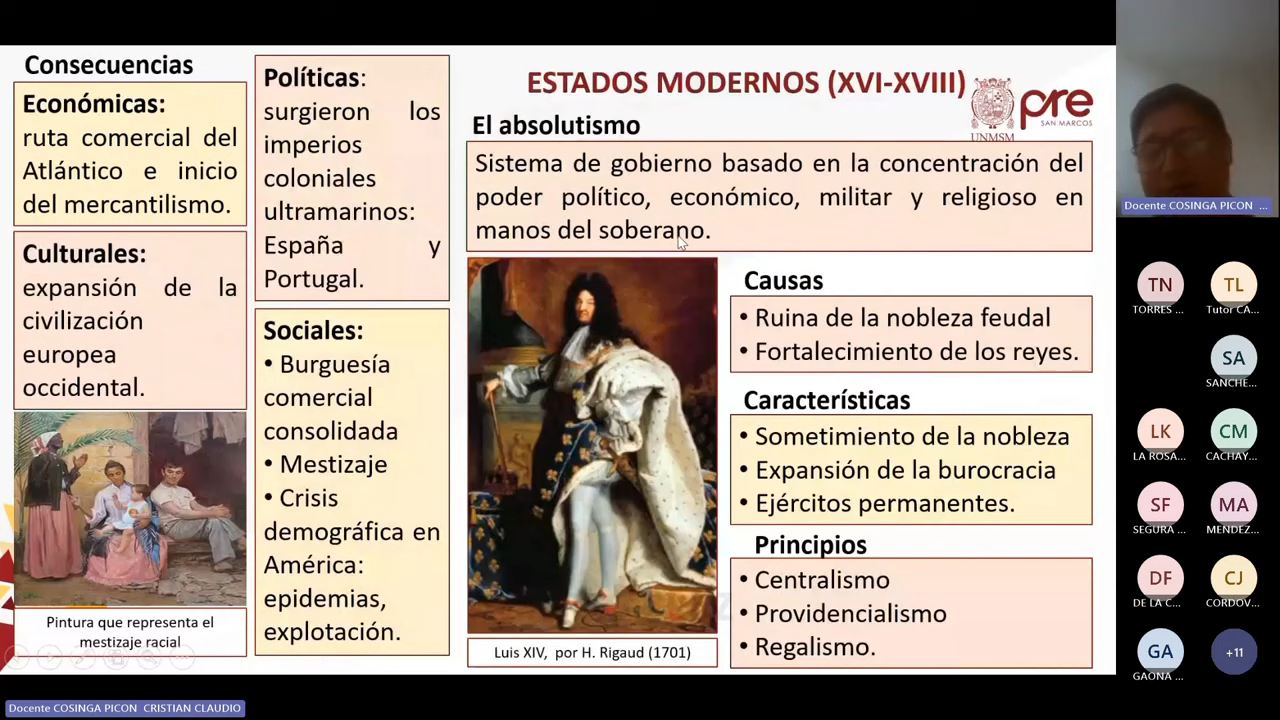 Consecuencias
Económicas:
ruta comercial del
Atlántico e inicio
del mercantilismo.
Culturales:
expansión de la
civilización
europea
occidental.
Pintura que representa el
mestizaje racial
Políticas:
surgieron los
imperios
coloniales
ultramarinos:
España y
Portugal.
Sociales:
• Burguesía
comercial
consolidada
• Mestizaje
• Crisis
demográfica en
América:
epidemias,
explotación.
ESTADOS MODERNOS (XVI-XVIII)
UNMSM
pre
SAN MARCOS
El absolutismo
Sistema de gobierno basado en la concentración del
poder político, económico, militar y religioso en
manos del soberano.
Luis XIV, por H. Rigaud (1701)
Causas
• Ruina de la nobleza feudal
• Fortalecimiento de los reyes.
Características
• Sometimiento de la nobleza
• Expansión de la burocracia
• Ejércitos permanentes.
Principios
• Centralismo
• Providencialismo
• Regalismo.
Docente COSINGA PICON ...
TN
TORRES ...
TL
Tutor CA...
SA
SANCHE...
LK
LA ROSA...
CM
CACHAY...
SF
SEGURA ...
MA
MENDEZ...
DF
DE LA C...
CJ
CORDOV...
GA
GAONA ...
+11
Docente COSINGA PICON CRISTIAN CLAUDIO